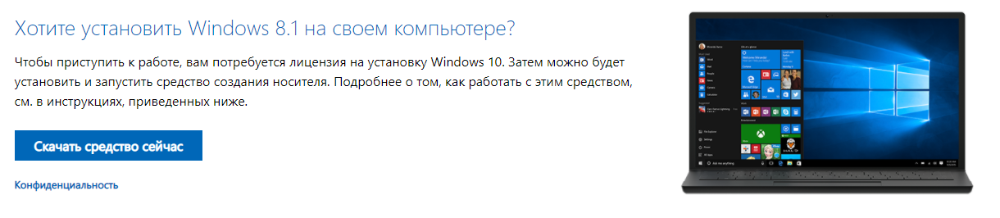 Хотите установить Windows 8.1 на своем компьютере?
Чтобы приступить к работе, вам потребуется лицензия на установку Windows 10. Затем можно будет
установить и запустить средство создания носителя. Подробнее о том, как работать с этим средством,
см. в инструкциях, приведенных ниже.
Скачать средство сейчас
Конфиденциальность